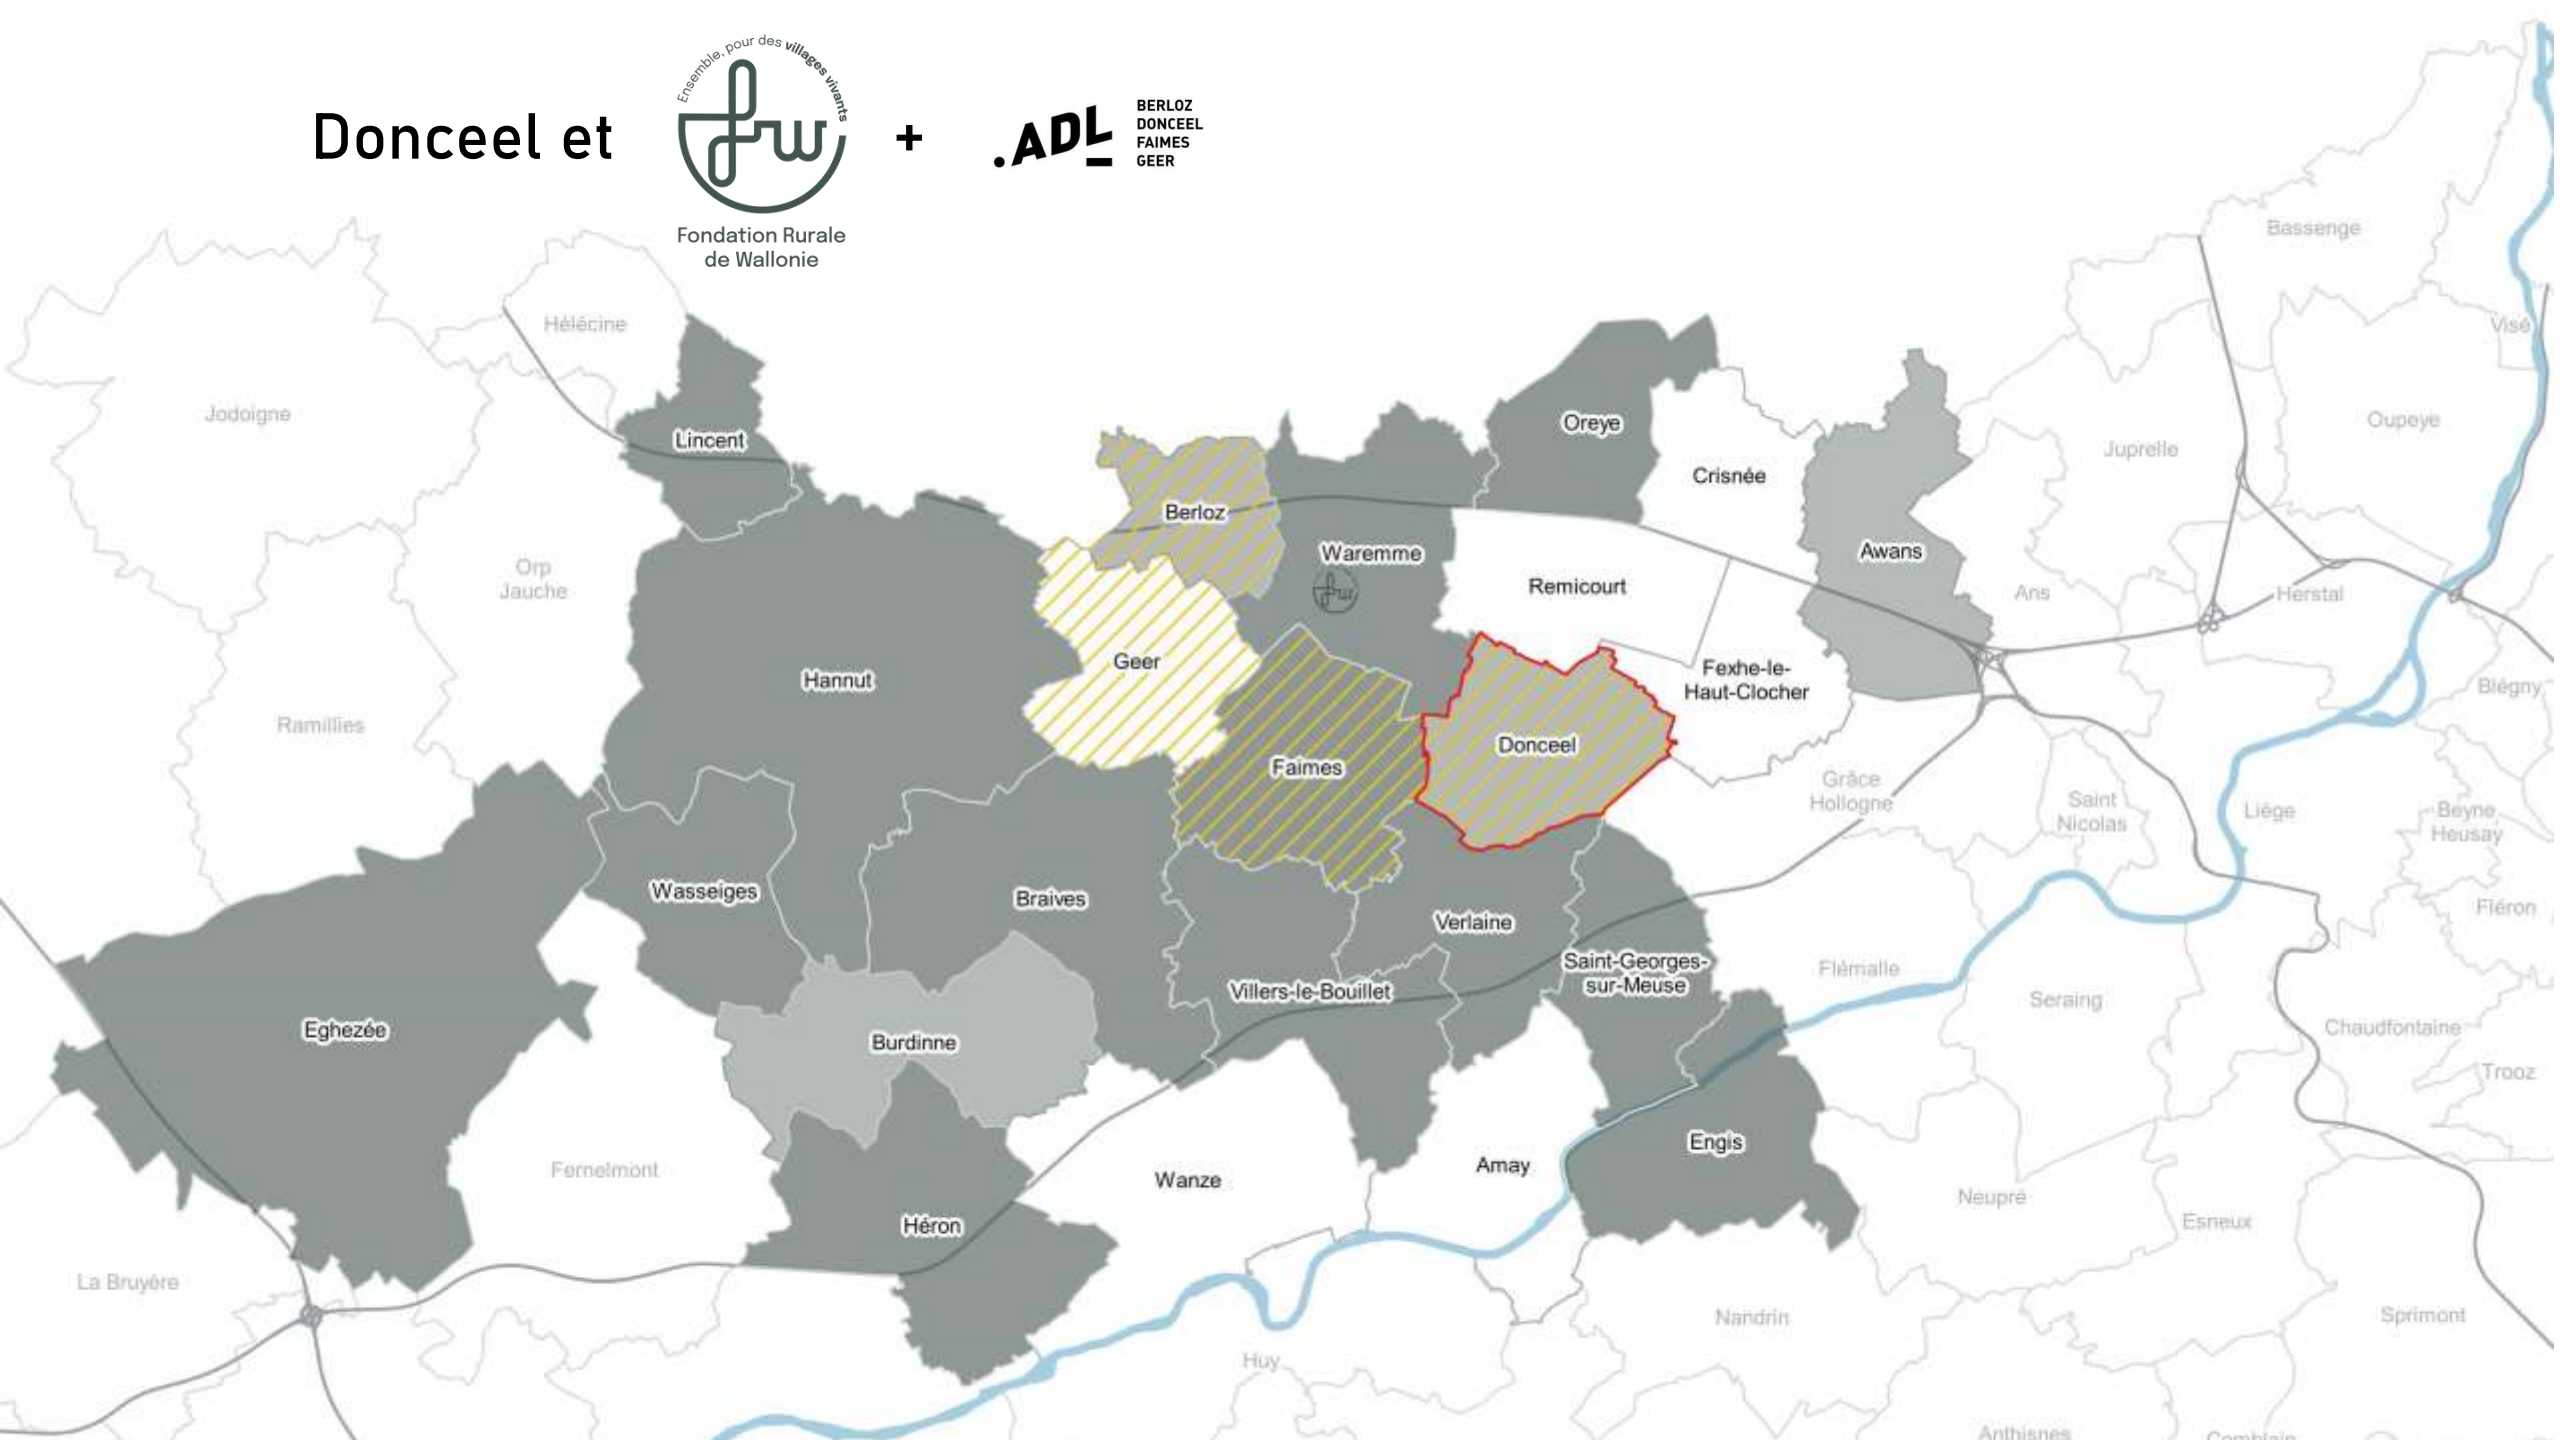 Ensemble, pour des villages vivants
Donceel et
+
.ADL
BERLOZ
DONCEEL
FAIMES
GEER
Fondation Rurale
de Wallonie
Bassenge
Hélécine
Visé
Jodoigne
Lincent
Oreye
Crisnée
Juprelle
Oupeye
Berloz
Waremme
Awans
Orp
Jauche
Remicourt
Ans
Herstal
Geer
Hannut
Fexhe-le-
Haut-Clocher
Blégny
Ramillies
Donceel
Faimes
Grâce
Hollogne
Saint
Nicolas
Liège
Beyne
Heusay
Wasseiges
Braives
Verlaine
Fléron
Saint-Georges-
sur-Meuse
Flémalle
Villers-le-Bouillet
Seraing
Eghezée
Burdinne
Chaudfontaine
Trooz
Engis
Fernelmont
Wanze
Amay
Neupré
Héron
Esneux
La Bruyère
Nandrin
Sprimont
Huy
Anthisnes